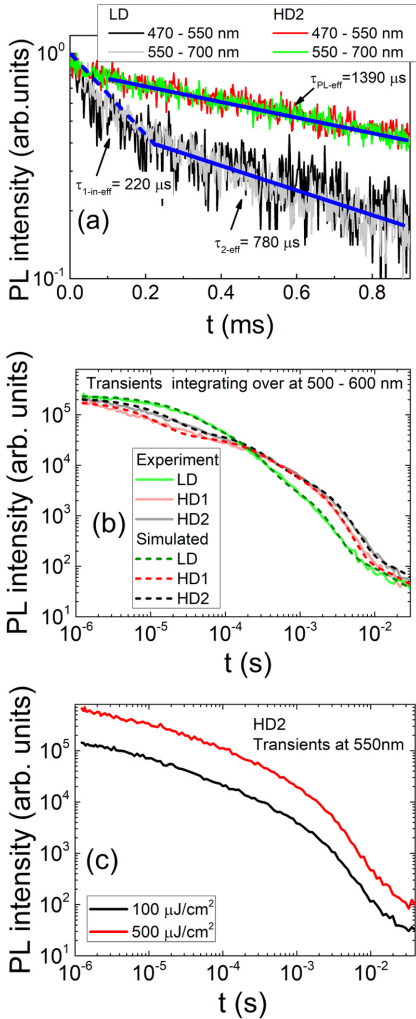 LD HD2
470 - 550 nm 470 - 550 nm
550 - 700 nm 550 - 700 nm
10⁰
τPL-eff=1390 μs
τ1-in-eff= 220 μs
(a)
τ2-eff= 780 μs
10⁻¹
PL intensity (arb.units)
0.0 0.2 0.4 0.6 0.8
t (ms)
Transients integrating over at 500 - 600 nm
10⁵
10⁴
10³
10²
10¹
PL intensity (arb. units)
Experiment
LD
HD1
HD2
Simulated
LD
HD1
HD2
(b)
10⁻⁶ 10⁻⁵ 10⁻⁴ 10⁻³ 10⁻²
t (s)
HD2
Transients at 550nm
10⁵
10⁴
10³
10²
10¹
PL intensity (arb. units)
(c)
100 μJ/cm²
500 μJ/cm²
10⁻⁶ 10⁻⁵ 10⁻⁴ 10⁻³ 10⁻²
t (s)